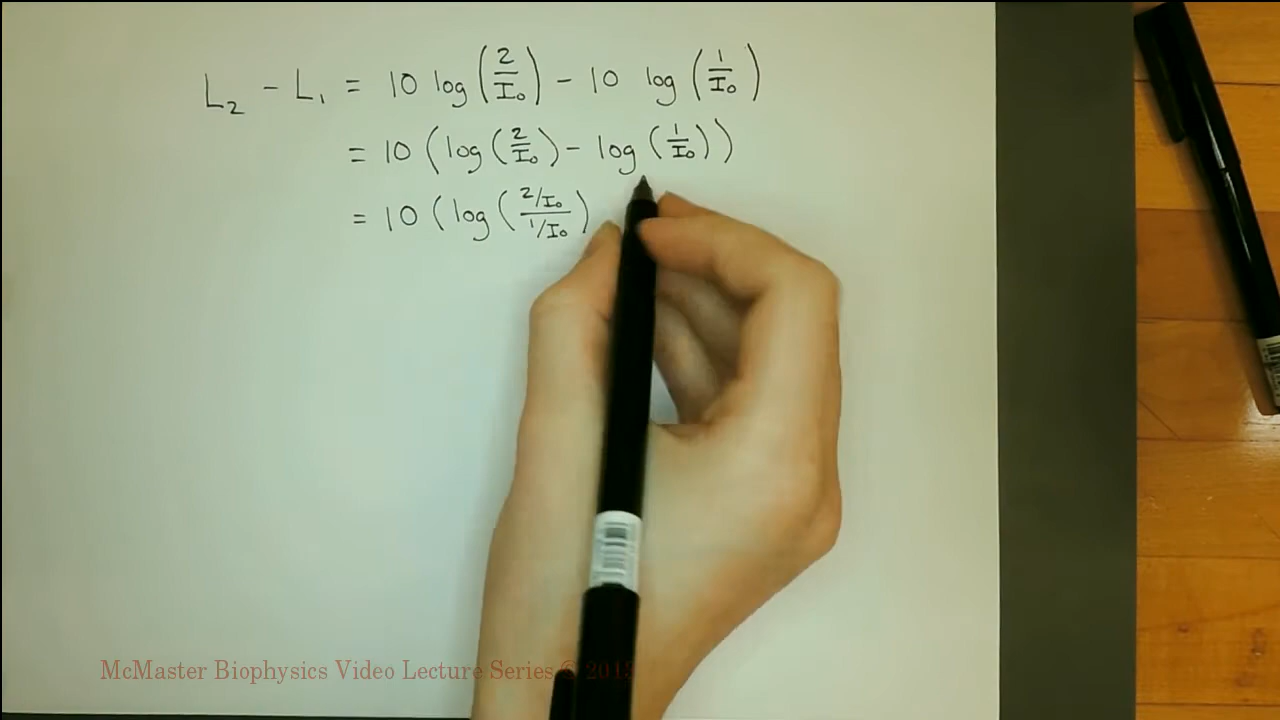 L₂ - L₁ = 10 log(2/I₀) - 10 log(1/I₀)
= 10 (log(2/I₀) - log(1/I₀))
= 10 (log((2/I₀)/(1/I₀))
McMaster Biophysics Video Lecture Series © 2013